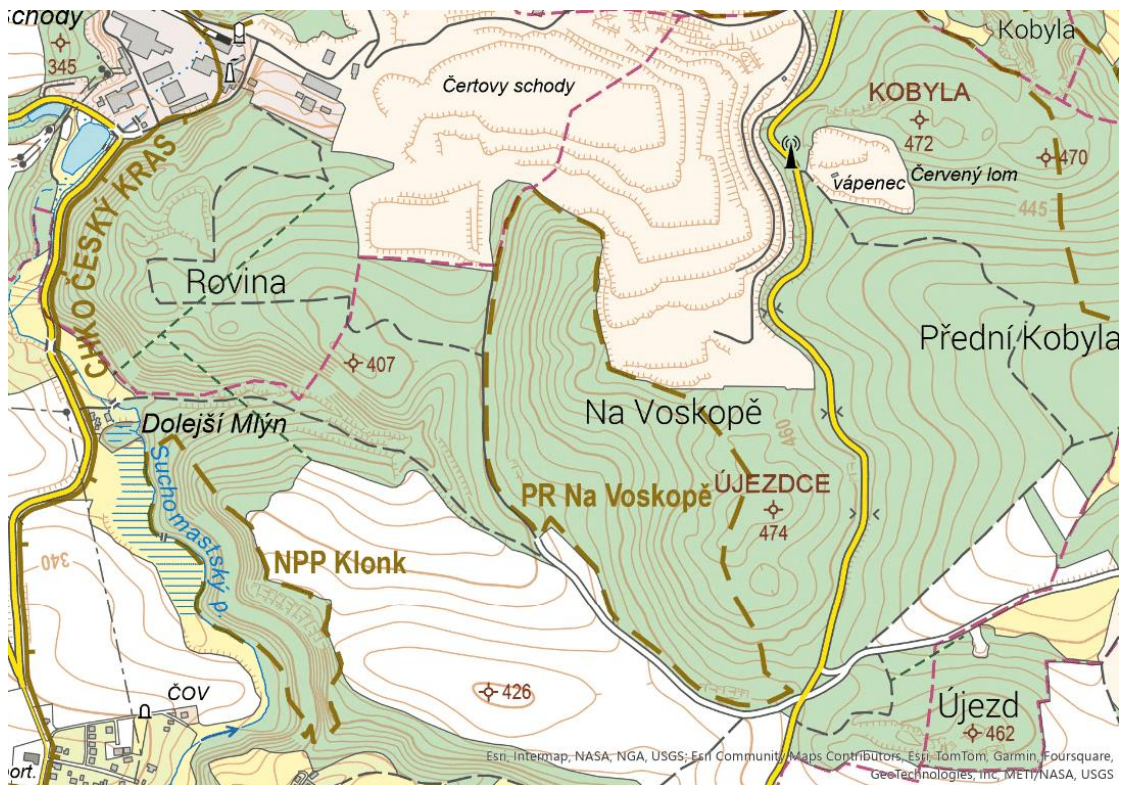 Schody
345
Čertovy schody
Kobyla
KOBYLA
472
470
vápenec
Červený lom
445
CHKO ČESKÝ KRAS
Rovina
Přední Kobyla
407
Na Voskopě
Dolejší Mlýn
460
Suchomastský p.
PR Na Voskopě
ÚJEZDCE
474
340
NPP Klonk
ČOV
426
Újezd
462
ort.
Esri, Intermap, NASA, NGA, USGS; Esri Community Maps Contributors, Esri, TomTom, Garmin, Foursquare,
GeoTechnologies, Inc, METI/NASA, USGS